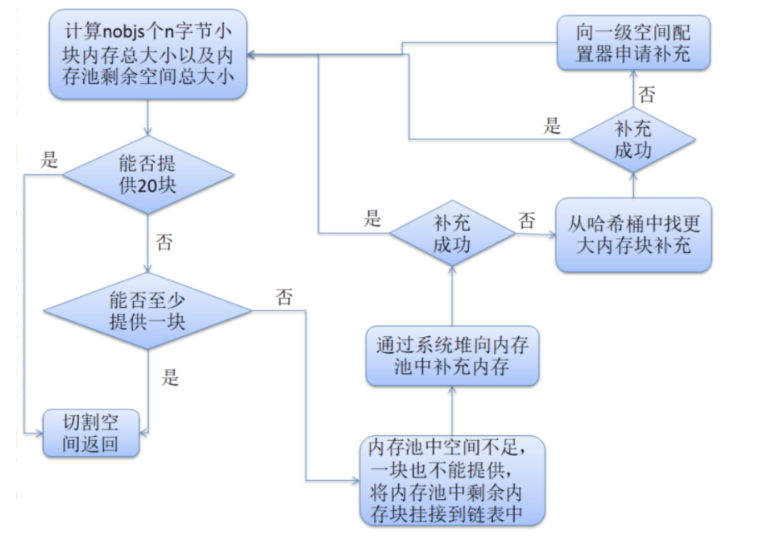 计算nobjs个n字节小
块内存总大小以及内
存池剩余空间总大小
是
能否提
供20块
否
能否至少
提供一块
否
是
切割空
间返回
内存池中空间不足，
一块也不能提供，
将内存池中剩余内
存块挂接到链表中
通过系统堆向内存
池中补充内存
是
补充
成功
否
从哈希桶中找更
大内存块补充
是
补充
成功
否
向一级空间配
置器申请补充